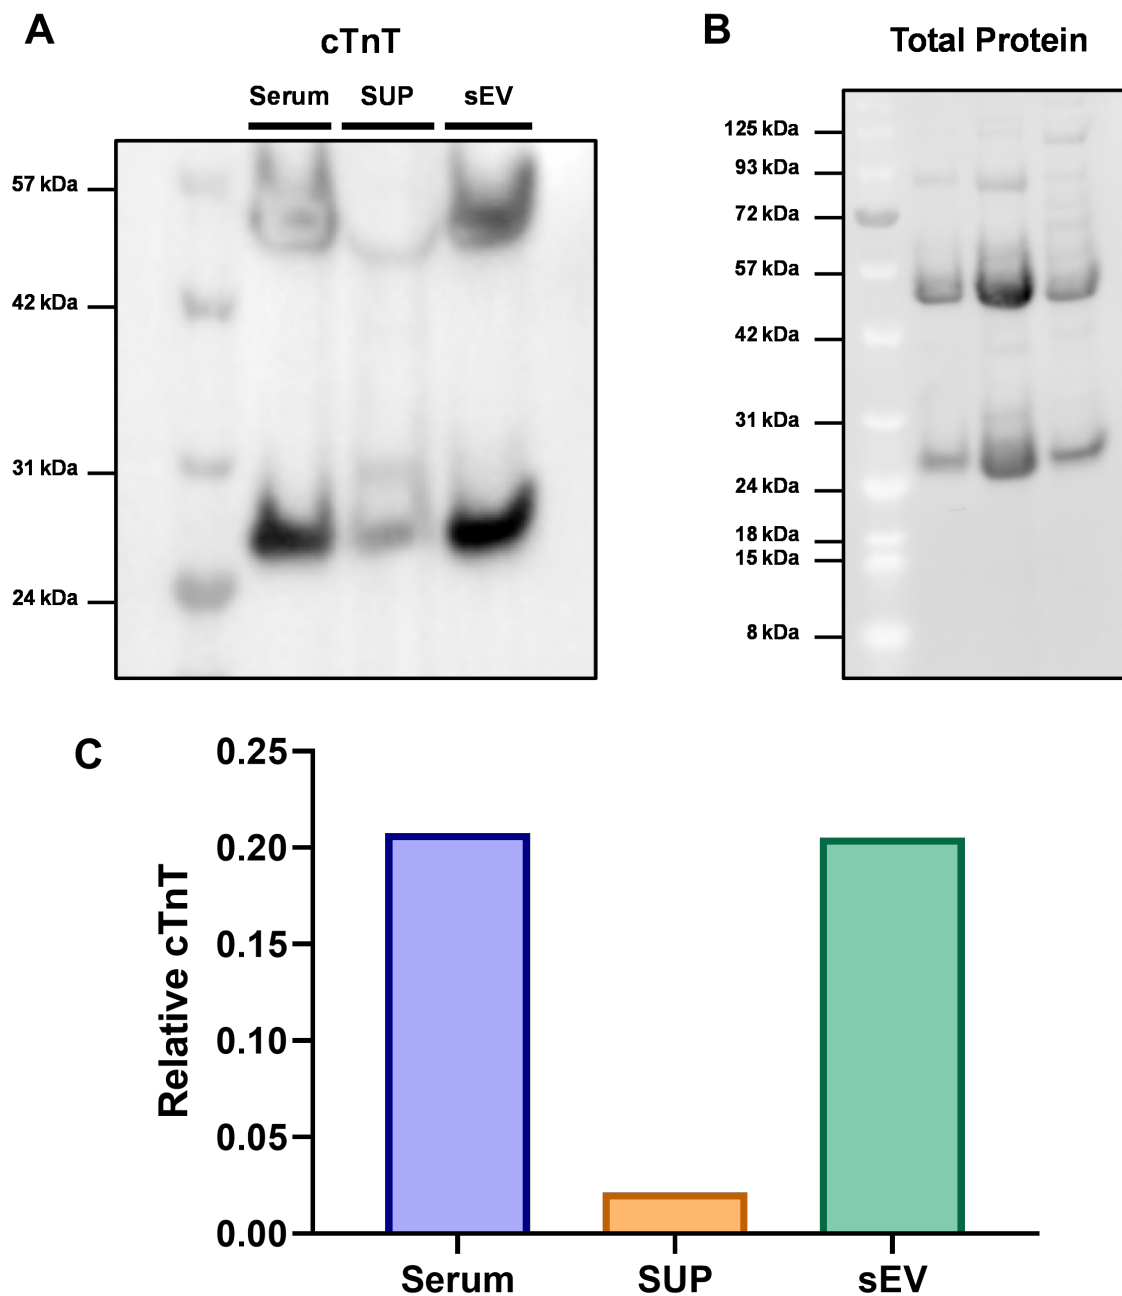 A
cTnT
Serum SUP sEV
57 kDa
42 kDa
31 kDa
24 kDa
B
Total Protein
125 kDa
93 kDa
72 kDa
57 kDa
42 kDa
31 kDa
24 kDa
18 kDa
15 kDa
8 kDa
C
Relative cTnT
0.25
0.20
0.15
0.10
0.05
0.00
Serum SUP sEV